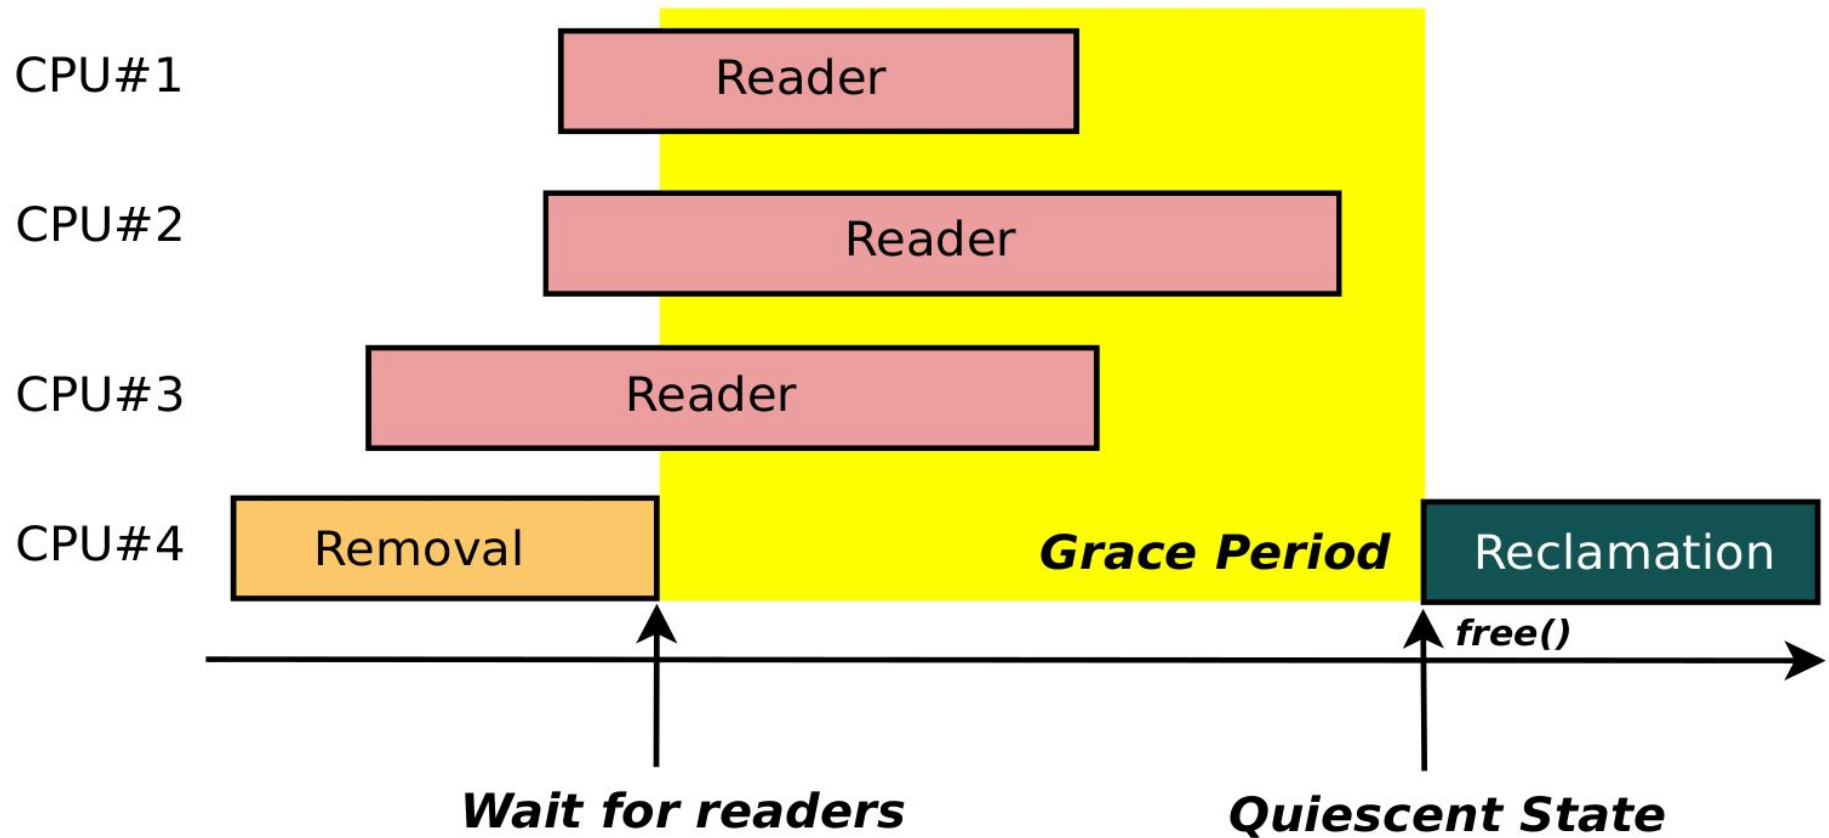 CPU#1
Reader
CPU#2
Reader
CPU#3
Reader
CPU#4
Removal
Grace Period
Reclamation
free()
Wait for readers
Quiescent State